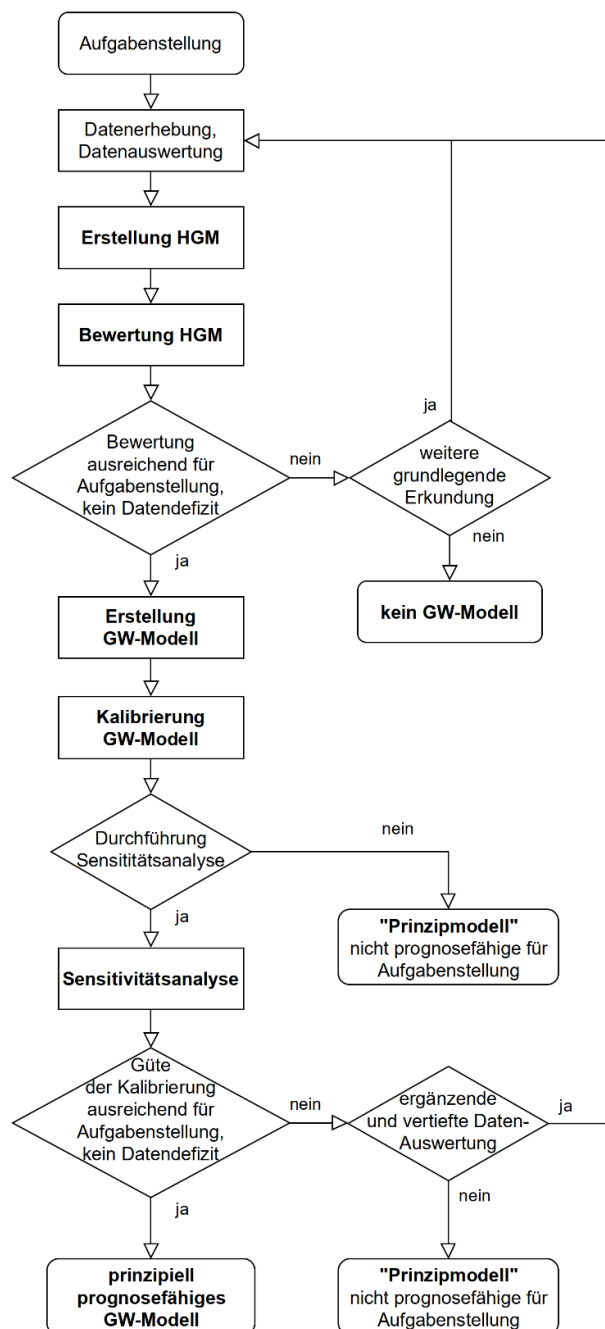 Aufgabenstellung
Datenerhebung,
Datenauswertung
Erstellung HGM
Bewertung HGM
ja
Bewertung
ausreichend für
Aufgabenstellung,
kein Datendefizit
nein
weitere
grundlegende
Erkundung
ja
nein
Erstellung
GW-Modell
kein GW-Modell
Kalibrierung
GW-Modell
Durchführung
Sensititätsanalyse
nein
ja
"Prinzipmodell"
nicht prognosefähige für
Aufgabenstellung
Sensitivitätsanalyse
Güte
der Kalibrierung
ausreichend für
Aufgabenstellung,
kein Datendefizit
nein
ergänzende
und vertiefte Daten-
Auswertung
ja
ja
nein
prinzipiell
prognosefähiges
GW-Modell
"Prinzipmodell"
nicht prognosefähige für
Aufgabenstellung